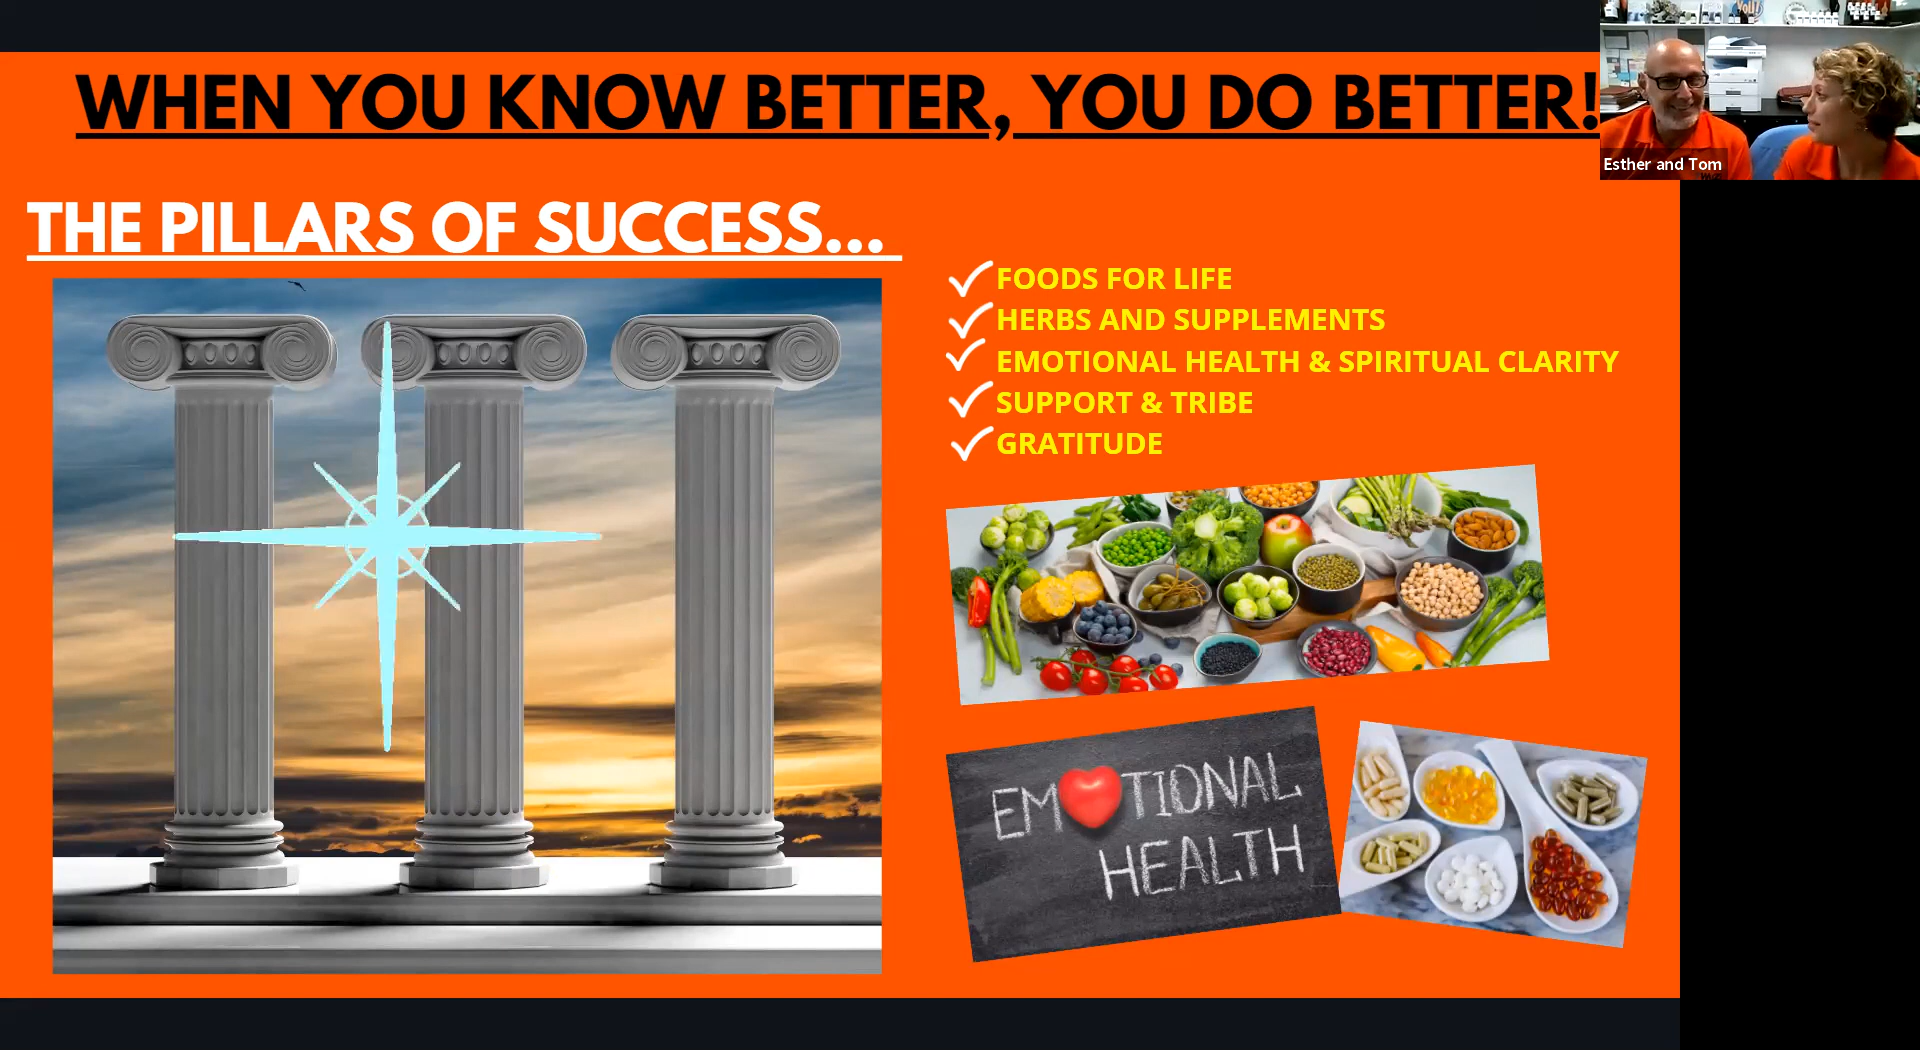 WHEN YOU KNOW BETTER, YOU DO BETTER!
Esther and Tom
THE PILLARS OF SUCCESS...
FOODS FOR LIFE
HERBS AND SUPPLEMENTS
EMOTIONAL HEALTH & SPIRITUAL CLARITY
SUPPORT & TRIBE
GRATITUDE
EMOTIONAL
HEALTH